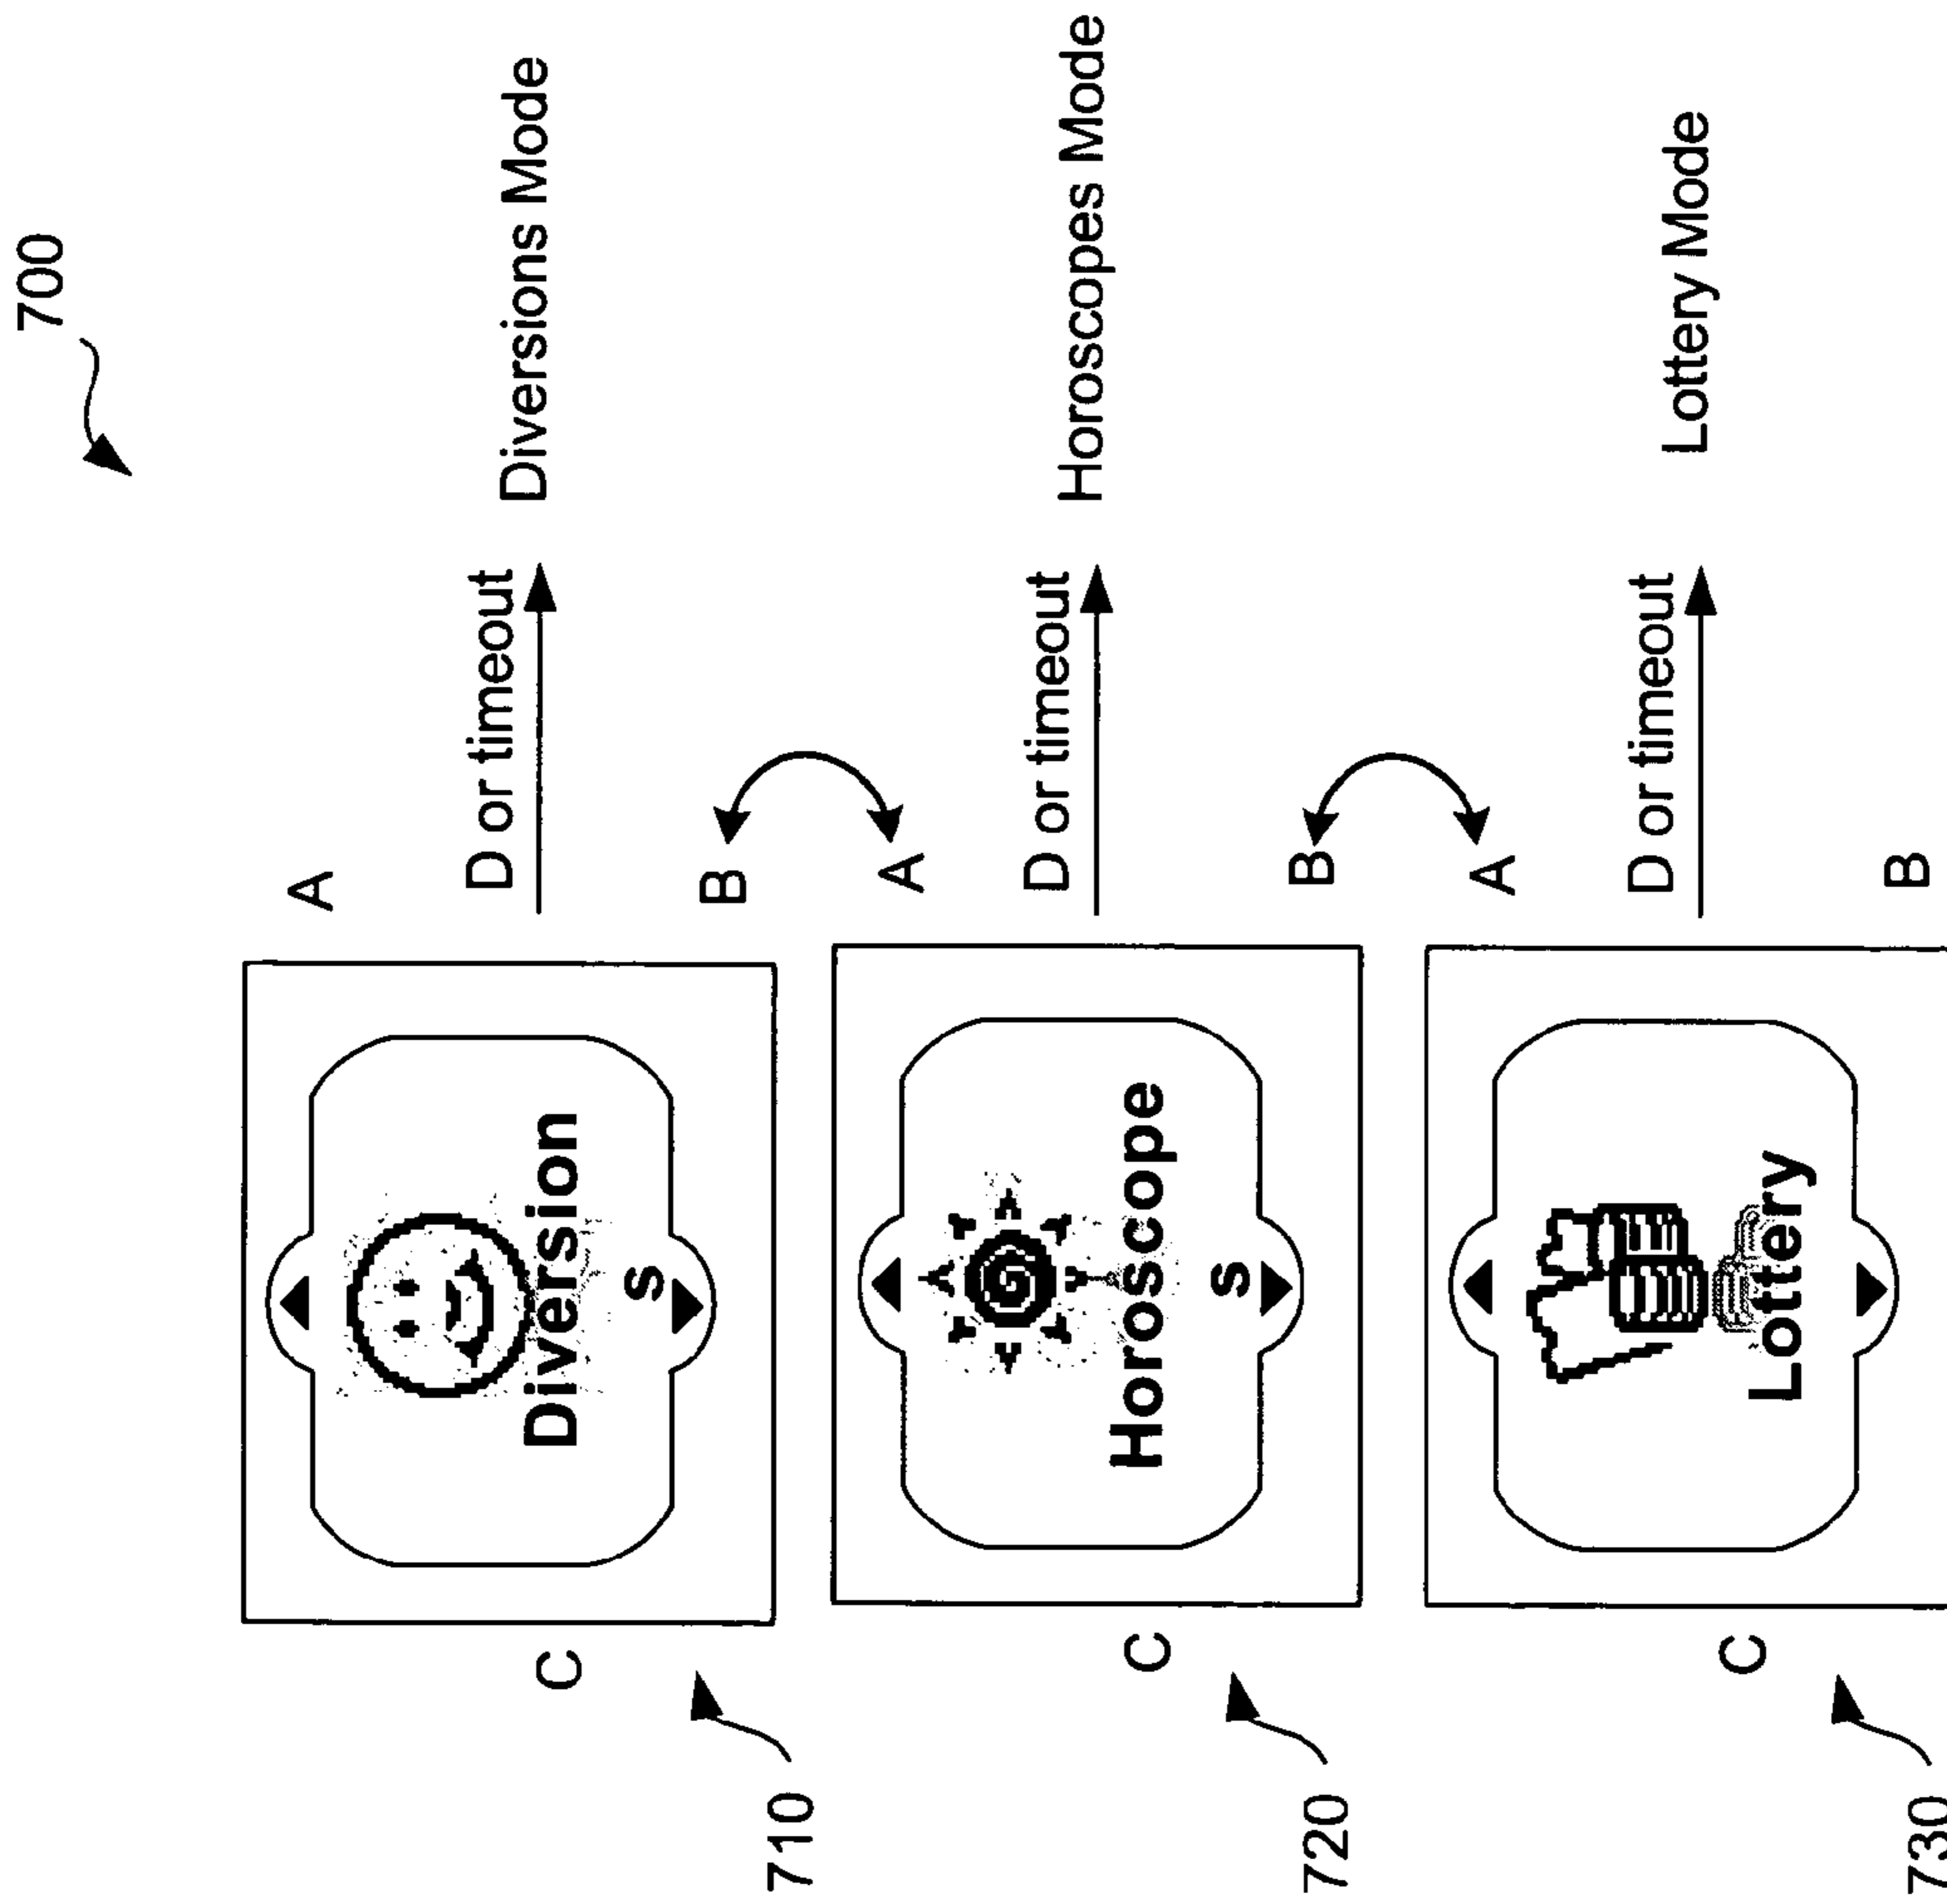 700
A
D or timeout
Diversions Mode
C
Diversion
s
B
710
A
D or timeout
Horoscopes Mode
C
Horoscope
s
B
720
A
D or timeout
Lottery Mode
C
Lottery
B
730